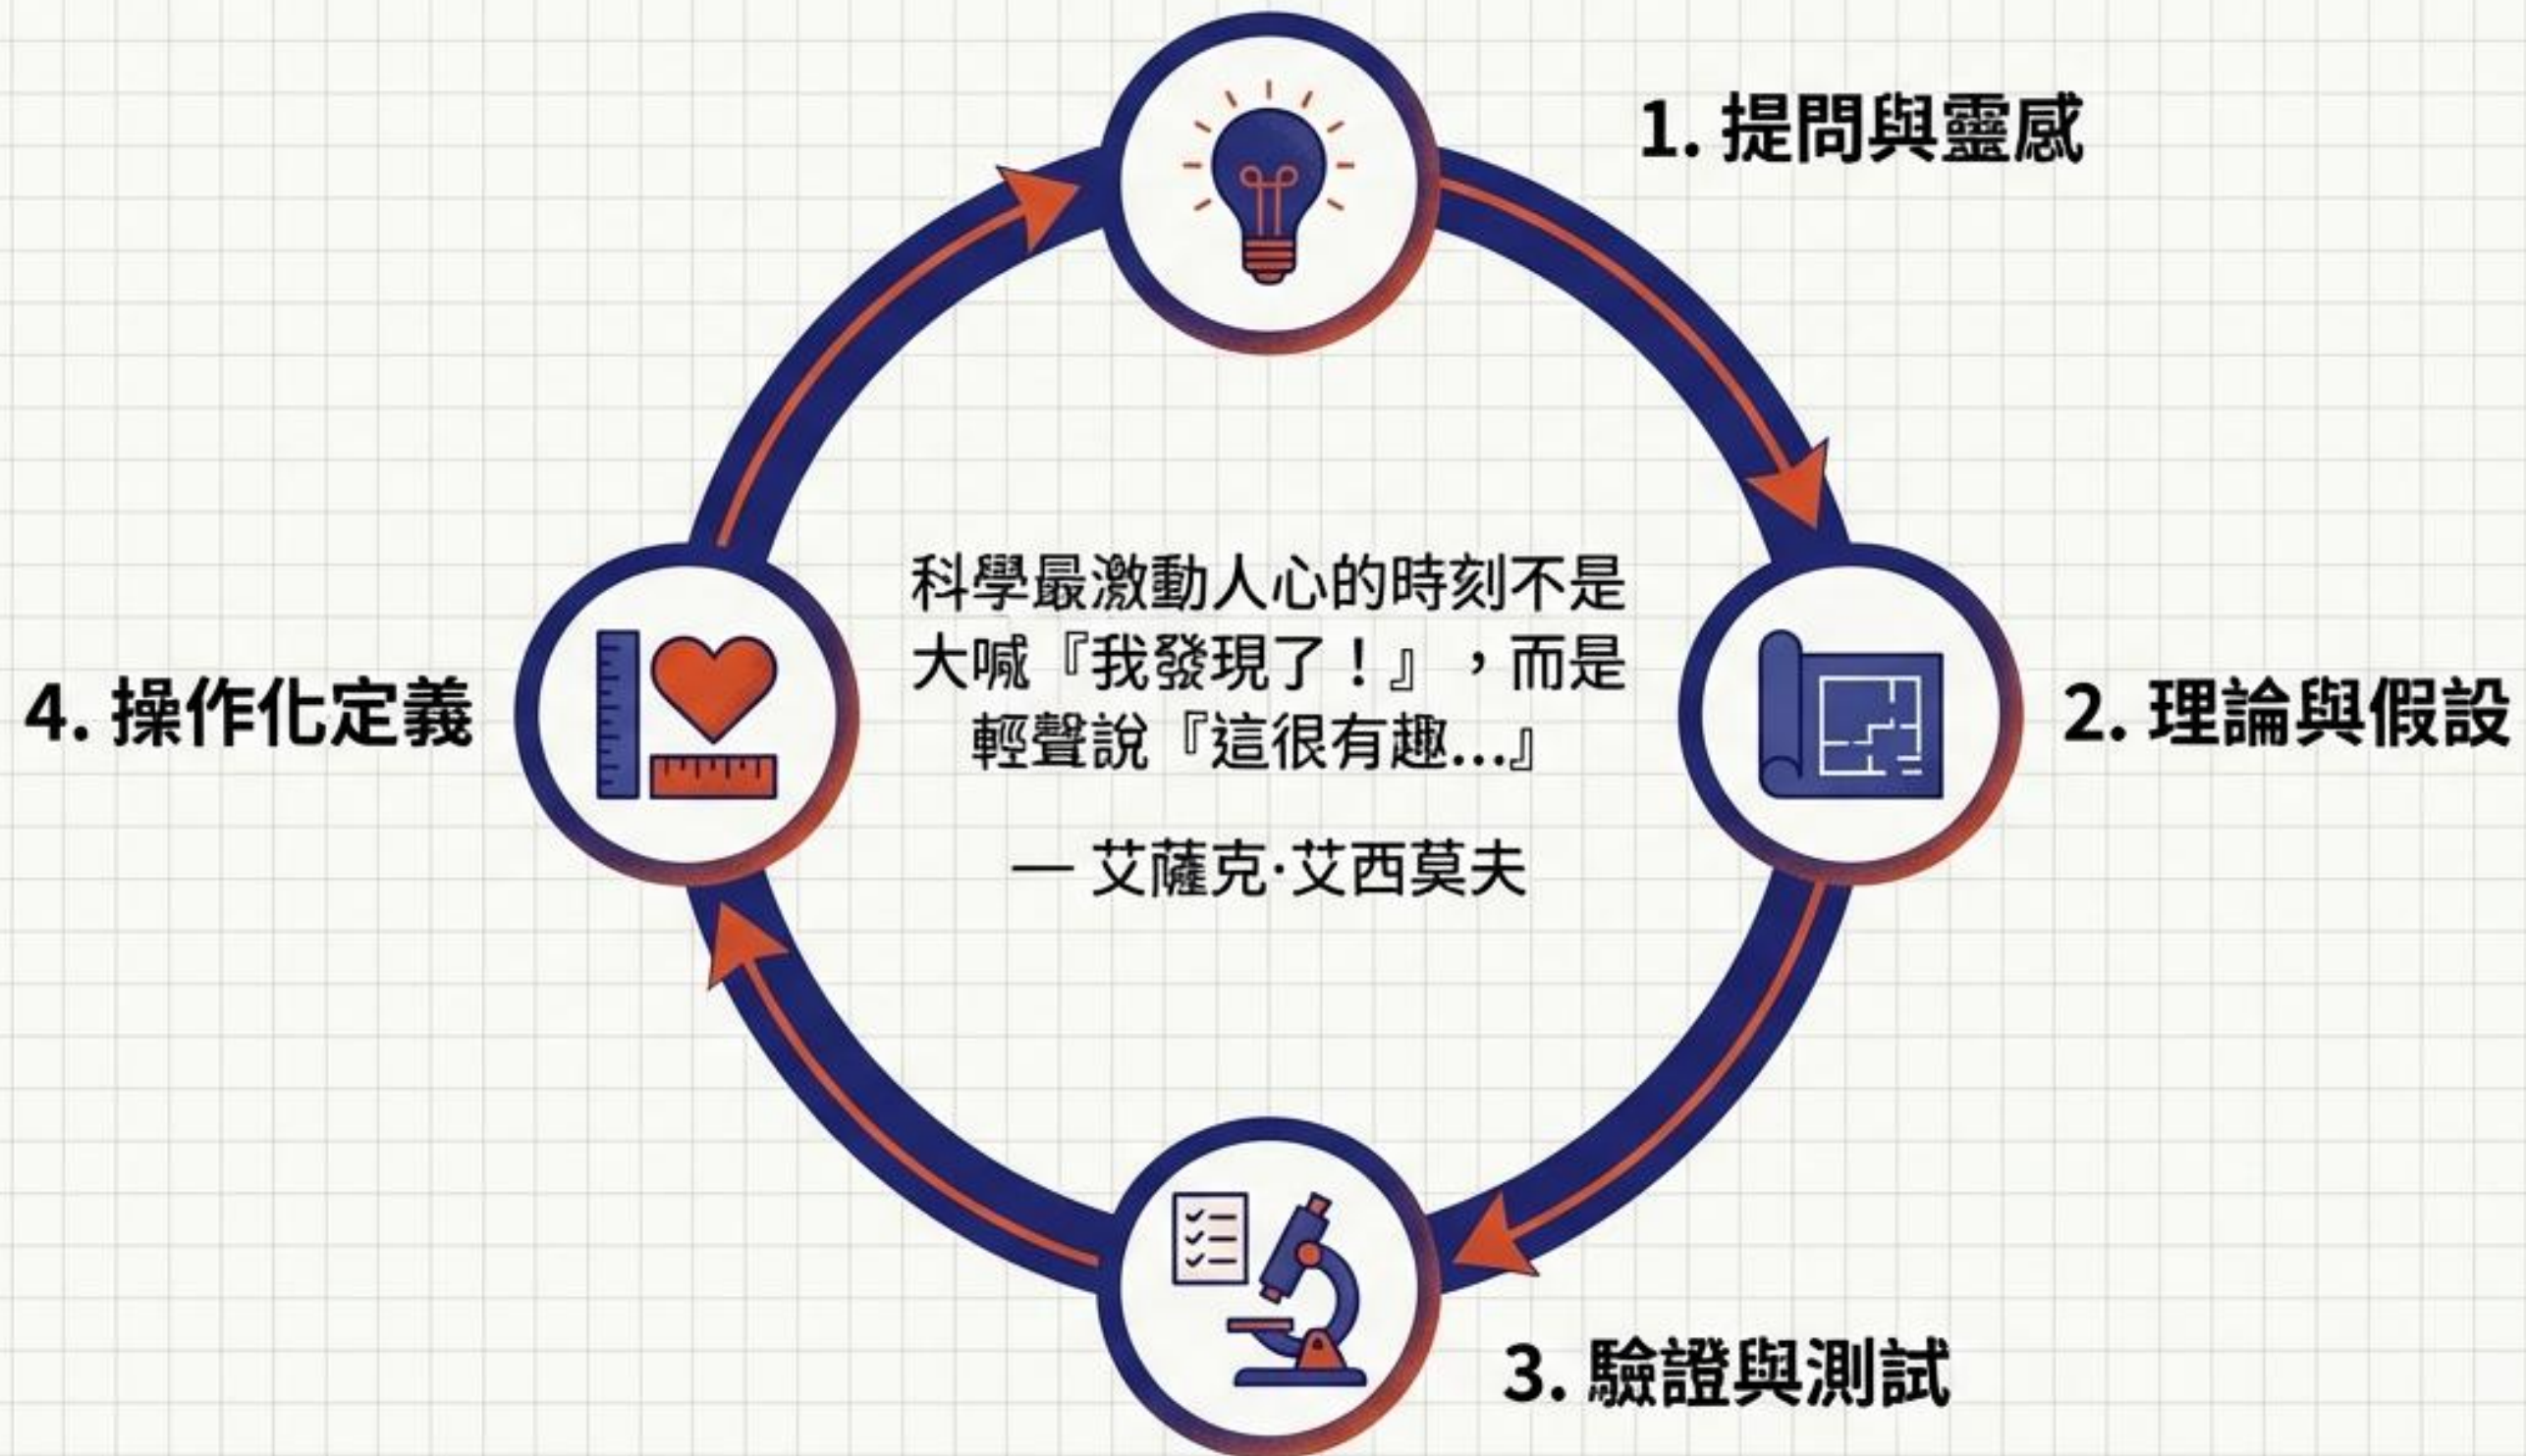 1. 提問與靈感
科學最激動人心的時刻不是
大喊『我發現了！』，而是
輕聲說『這很有趣...』
— 艾薩克·艾西莫夫
2. 理論與假設
3. 驗證與測試
4. 操作化定義